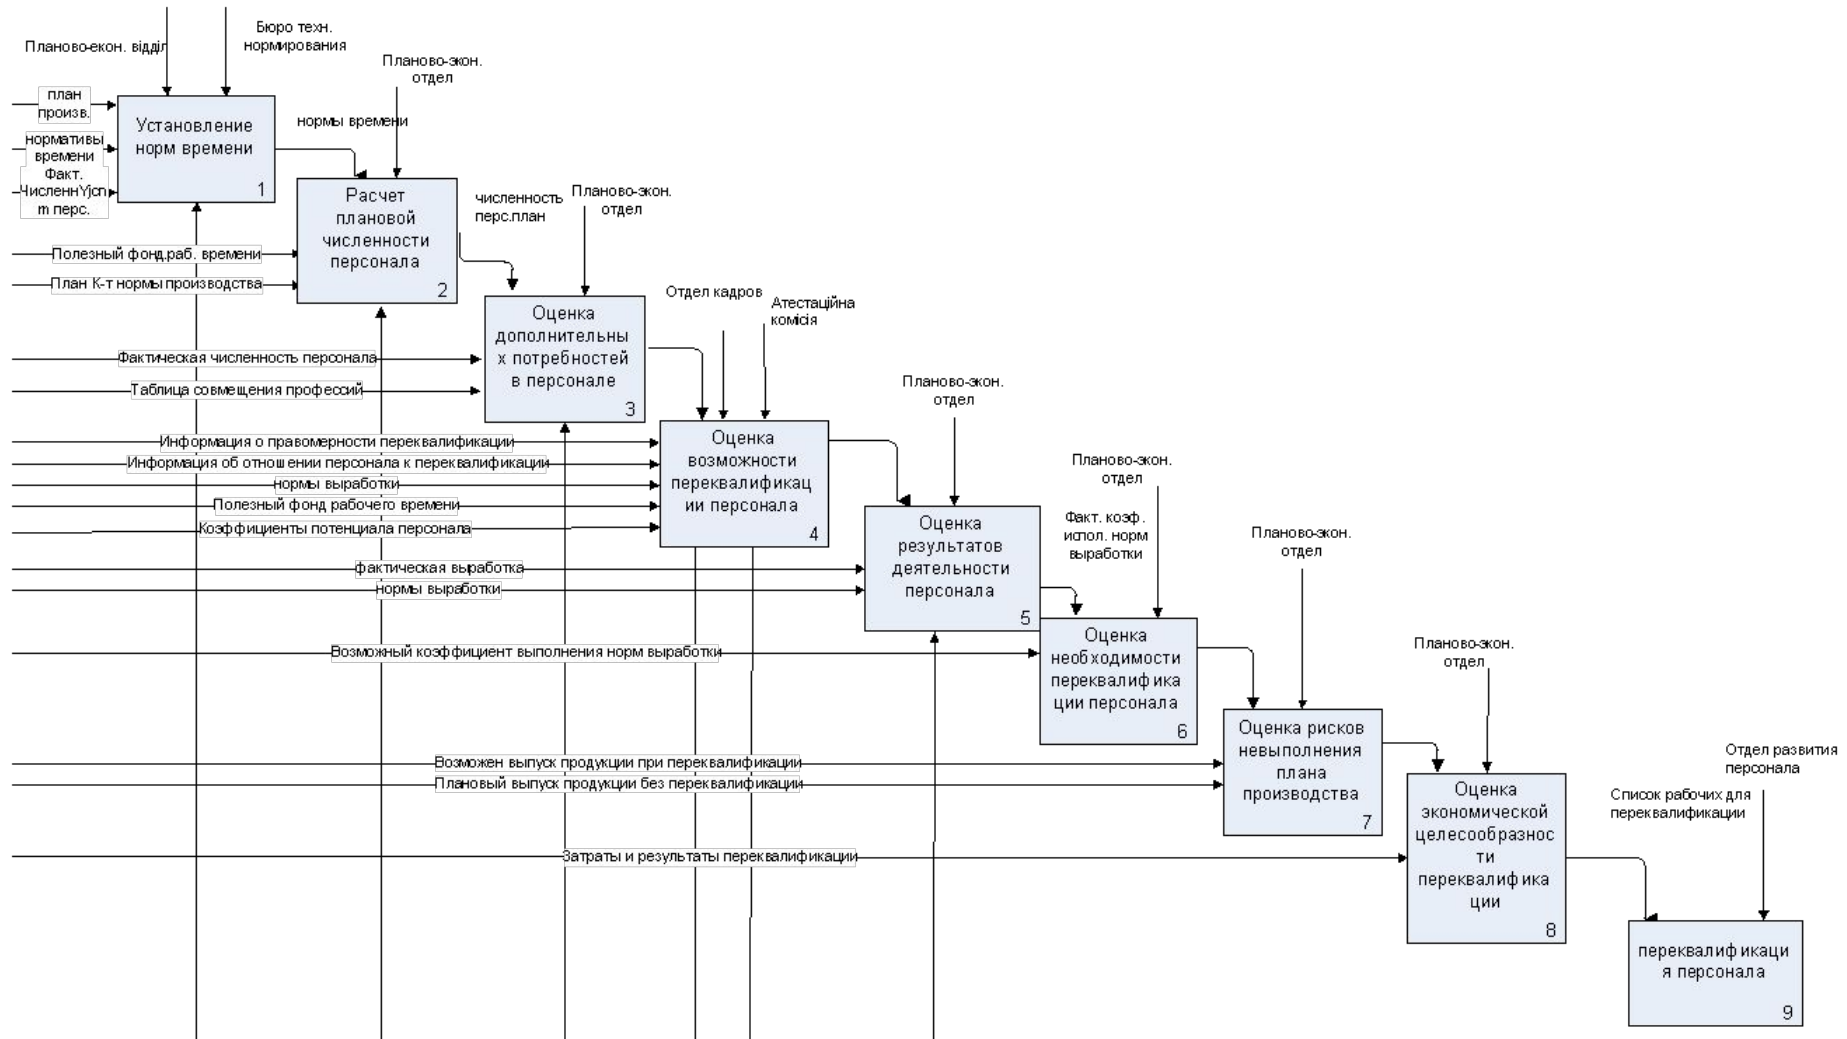 Планово-екон. відділ
Бюро техн.
нормирования
Планово-экон.
отдел
план
произв.
нормативы
времени
Факт.
ЧисленнYjcn
m перс.
Установление
норм времени
1
нормы времени
Расчет
плановой
численности
персонала
2
численность
перс.план
Планово-экон.
отдел
Полезный фонд.раб. времени
План К-т нормы производства
Оценка
дополнительны
х потребностей
в персонале
3
Отдел кадров
Атестаційна
комісія
Фактическая численность персонала
Таблица совмещения профессий
Оценка
возможности
переквалификац
ии персонала
4
Планово-экон.
отдел
Информация о правомерности переквалификации
Информация об отношении персонала к переквалификации
нормы выработки
Полезный фонд рабочего времени
Коэффициенты потенциала персонала
Оценка
результатов
деятельности
персонала
5
Планово-экон.
отдел
Факт. коэф.
испол. норм
выработки
фактическая выработка
нормы выработки
Оценка
необходимости
переквалифика
ции персонала
6
Планово-экон.
отдел
Возможный коэффициент выполнения норм выработки
Оценка рисков
невыполнения
плана
производства
7
Планово-экон.
отдел
Возможен выпуск продукции при переквалификации
Плановый выпуск продукции без переквалификации
Оценка
экономической
целесообразнос
ти
переквалифика
ции
8
Отдел развития
персонала
Список рабочих для
переквалификации
Затраты и результаты переквалификации
переквалификаци
я персонала
9